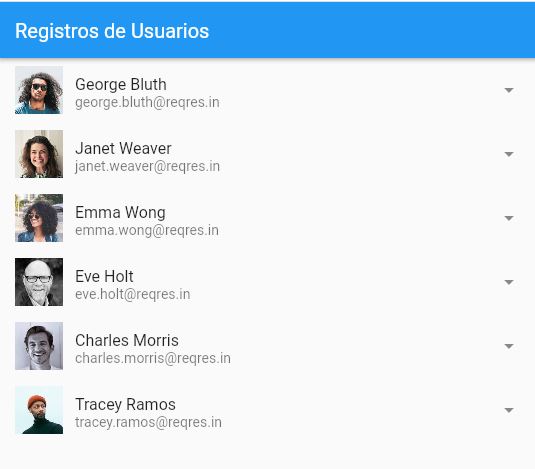 Registros de Usuarios
George Bluth
george.bluth@reqres.in
Janet Weaver
janet.weaver@reqres.in
Emma Wong
emma.wong@reqres.in
Eve Holt
eve.holt@reqres.in
Charles Morris
charles.morris@reqres.in
Tracey Ramos
tracey.ramos@reqres.in